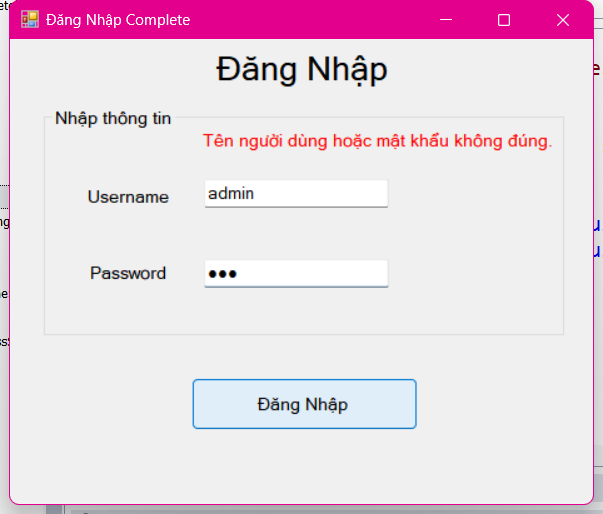 Đăng Nhập Complete
Đăng Nhập
Nhập thông tin
Tên người dùng hoặc mật khẩu không đúng.
Username
admin
Password
Đăng Nhập